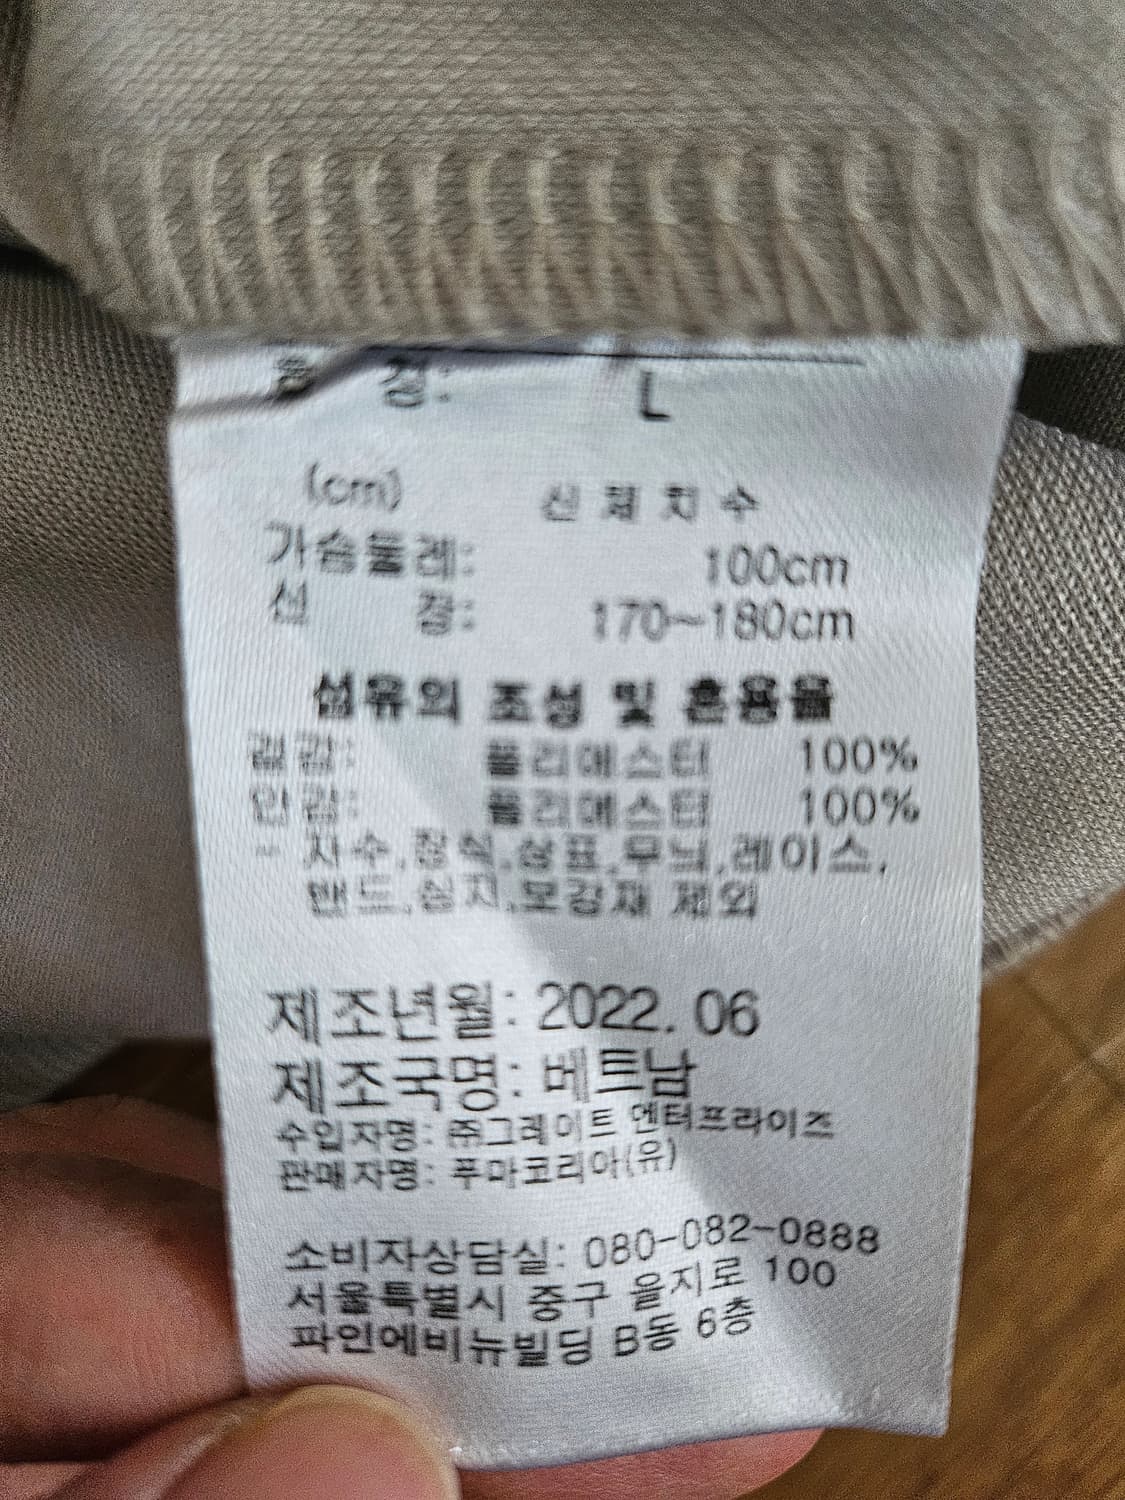 호 칭: L
(cm) 신 체 치 수
가슴둘레: 100cm
신 장: 170~180cm
섬유의 조성 및 혼용율
겉감: 폴리에스터 100%
안감: 폴리에스터 100%
- 자수,장식,상표,무늬,레이스,
밴드,심지,보강재 제외
제조년월: 2022. 06
제조국명: 베트남
수입자명: ㈜그레이트 엔터프라이즈
판매자명: 푸마코리아(유)
소비자상담실: 080-082-0888
서울특별시 중구 을지로 100
파인에비뉴빌딩 B동 6층